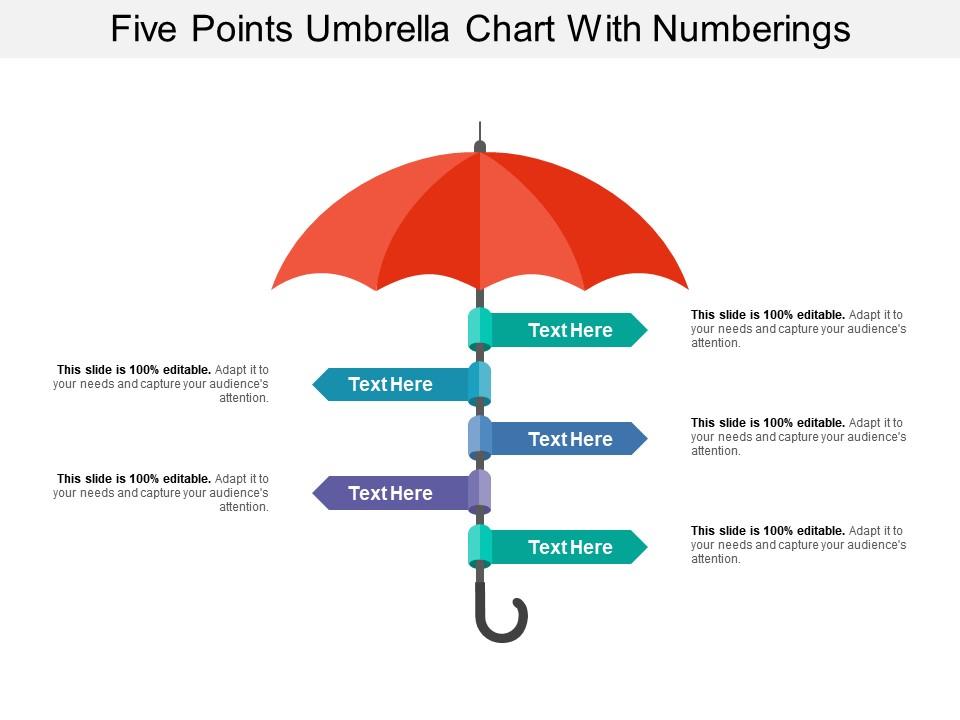 Five Points Umbrella Chart With Numberings
Text Here
This slide is 100% editable. Adapt it to
your needs and capture your audience's
attention.
This slide is 100% editable. Adapt it to
your needs and capture your audience's
attention.
Text Here
Text Here
This slide is 100% editable. Adapt it to
your needs and capture your audience's
attention.
This slide is 100% editable. Adapt it to
your needs and capture your audience's
attention.
Text Here
Text Here
This slide is 100% editable. Adapt it to
your needs and capture your audience's
attention.